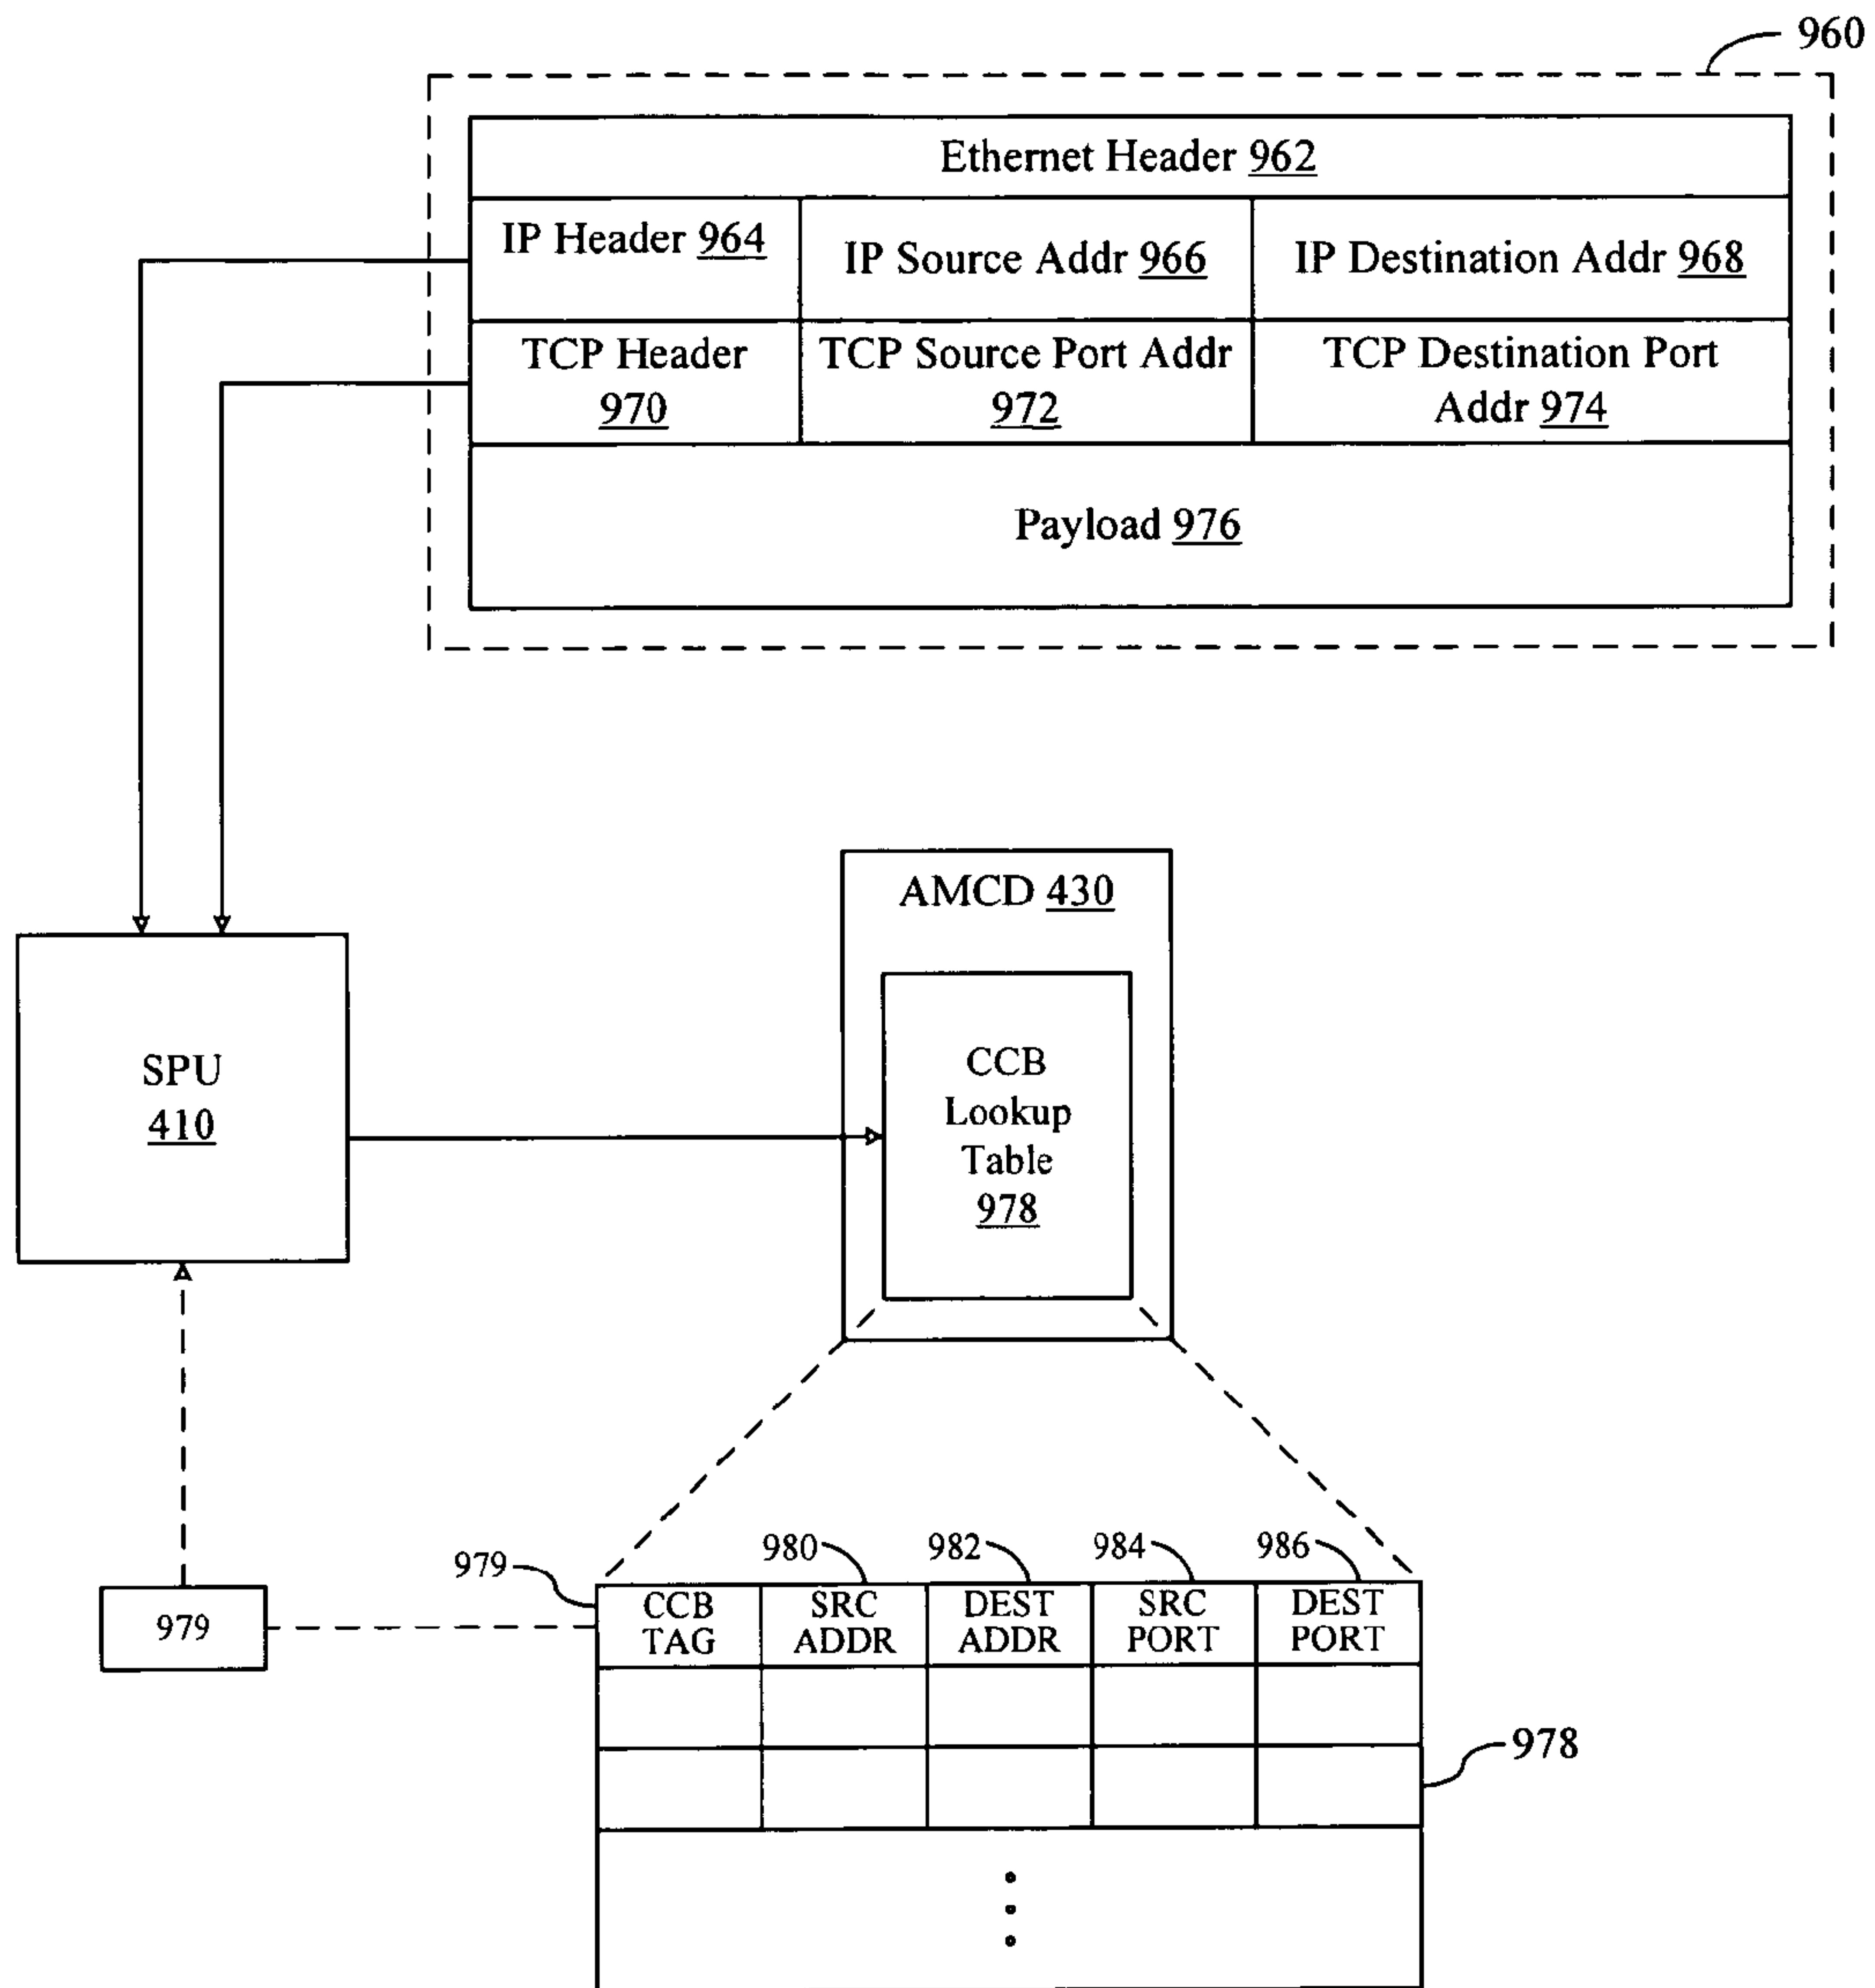 960
Ethernet Header 962
IP Header 964
IP Source Addr 966
IP Destination Addr 968
TCP Header
970
TCP Source Port Addr
972
TCP Destination Port
Addr 974
Payload 976
AMCD 430
SPU
410
CCB
Lookup
Table
978
979
980
982
984
986
979
CCB
TAG
SRC
ADDR
DEST
ADDR
SRC
PORT
DEST
PORT
978